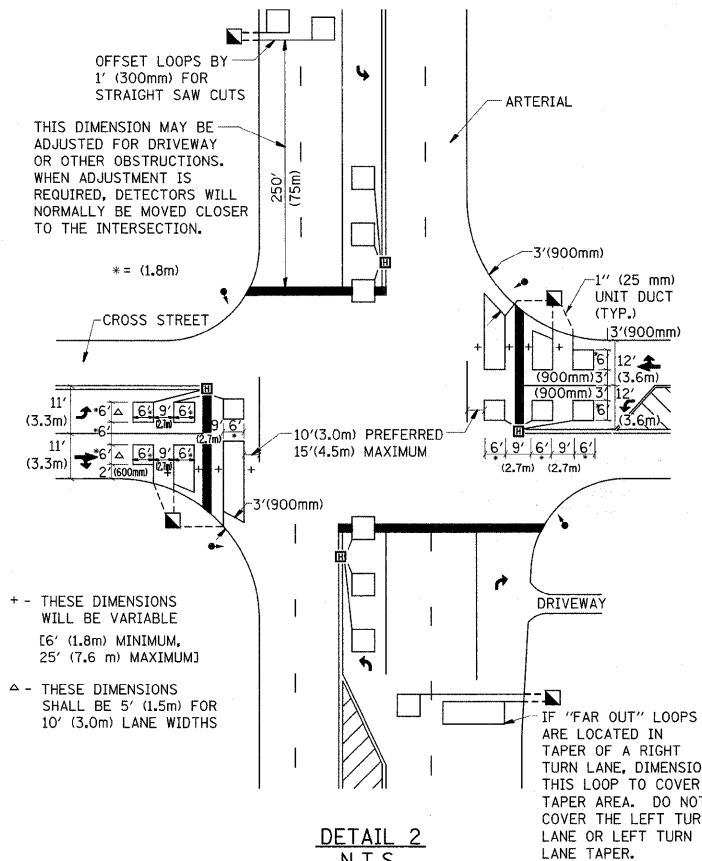 OFFSET LOOPS BY
1' (300mm) FOR
STRAIGHT SAW CUTS
THIS DIMENSION MAY BE
ADJUSTED FOR DRIVEWAY
OR OTHER OBSTRUCTIONS.
WHEN ADJUSTMENT IS
REQUIRED, DETECTORS WILL
NORMALLY BE MOVED CLOSER
TO THE INTERSECTION.
* = (1.8m)
250'
(75m)
ARTERIAL
H
3'(900mm)
1'' (25 mm)
UNIT DUCT
(TYP.)
CROSS STREET
3'(900mm)
*6'
12'
(3.6m)
(900mm) 3'
(900mm) 3'
12'
*6'
(3.6m)
H
6' 9' 6' 9' 6'
* * *
(2.7m) (2.7m)
H
11'
(3.3m)
*6'
△
6' 9' 6'
* (2.7m) *
*6'
9' 6'
(2.7m) *
11'
(3.3m)
*6'
△
6' 9' 6'
* (2.7m) *
2' (600mm)
+ +
10'(3.0m) PREFERRED
15'(4.5m) MAXIMUM
3'(900mm)
H
DRIVEWAY
+ - THESE DIMENSIONS
WILL BE VARIABLE
[6' (1.8m) MINIMUM,
25' (7.6 m) MAXIMUM]
△ - THESE DIMENSIONS
SHALL BE 5' (1.5m) FOR
10' (3.0m) LANE WIDTHS
IF "FAR OUT" LOOPS
ARE LOCATED IN
TAPER OF A RIGHT
TURN LANE, DIMENSIO
THIS LOOP TO COVER
TAPER AREA. DO NOT
COVER THE LEFT TUR
LANE OR LEFT TURN
LANE TAPER.
DETAIL 2
N.T.S.